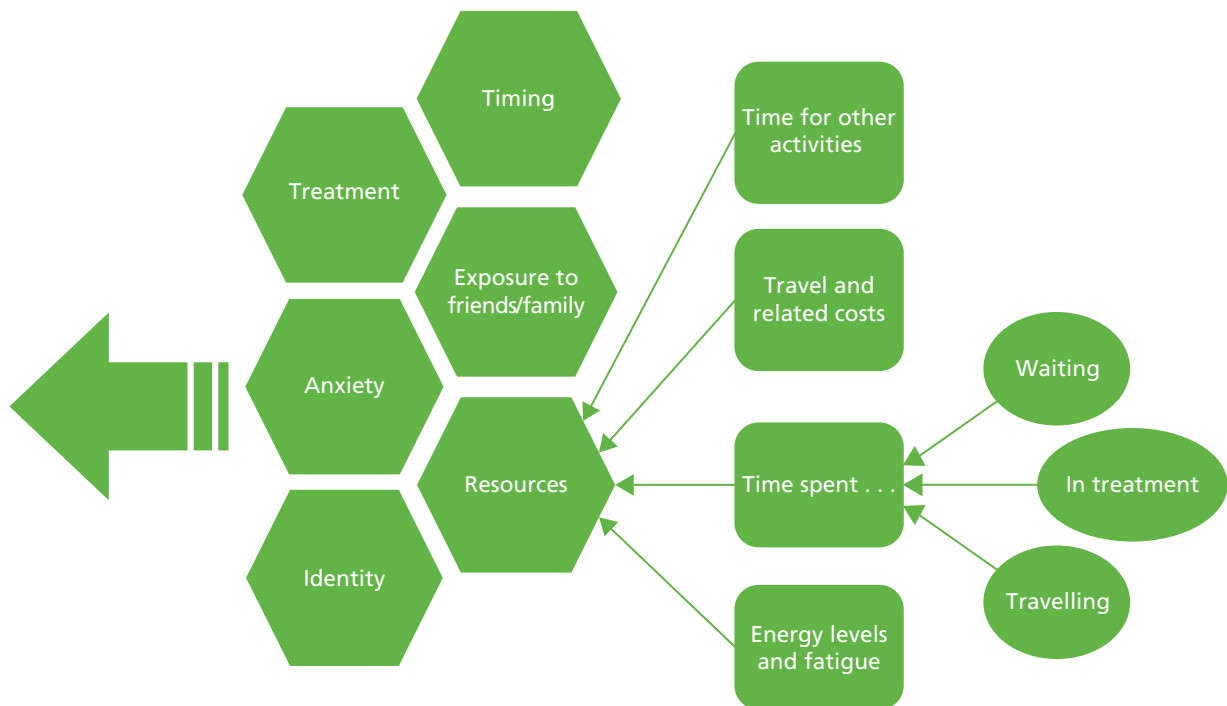 Timing
Treatment
Exposure to
friends/family
Anxiety
Resources
Identity
Time for other
activities
Travel and
related costs
Time spent . . .
Energy levels
and fatigue
Waiting
In treatment
Travelling